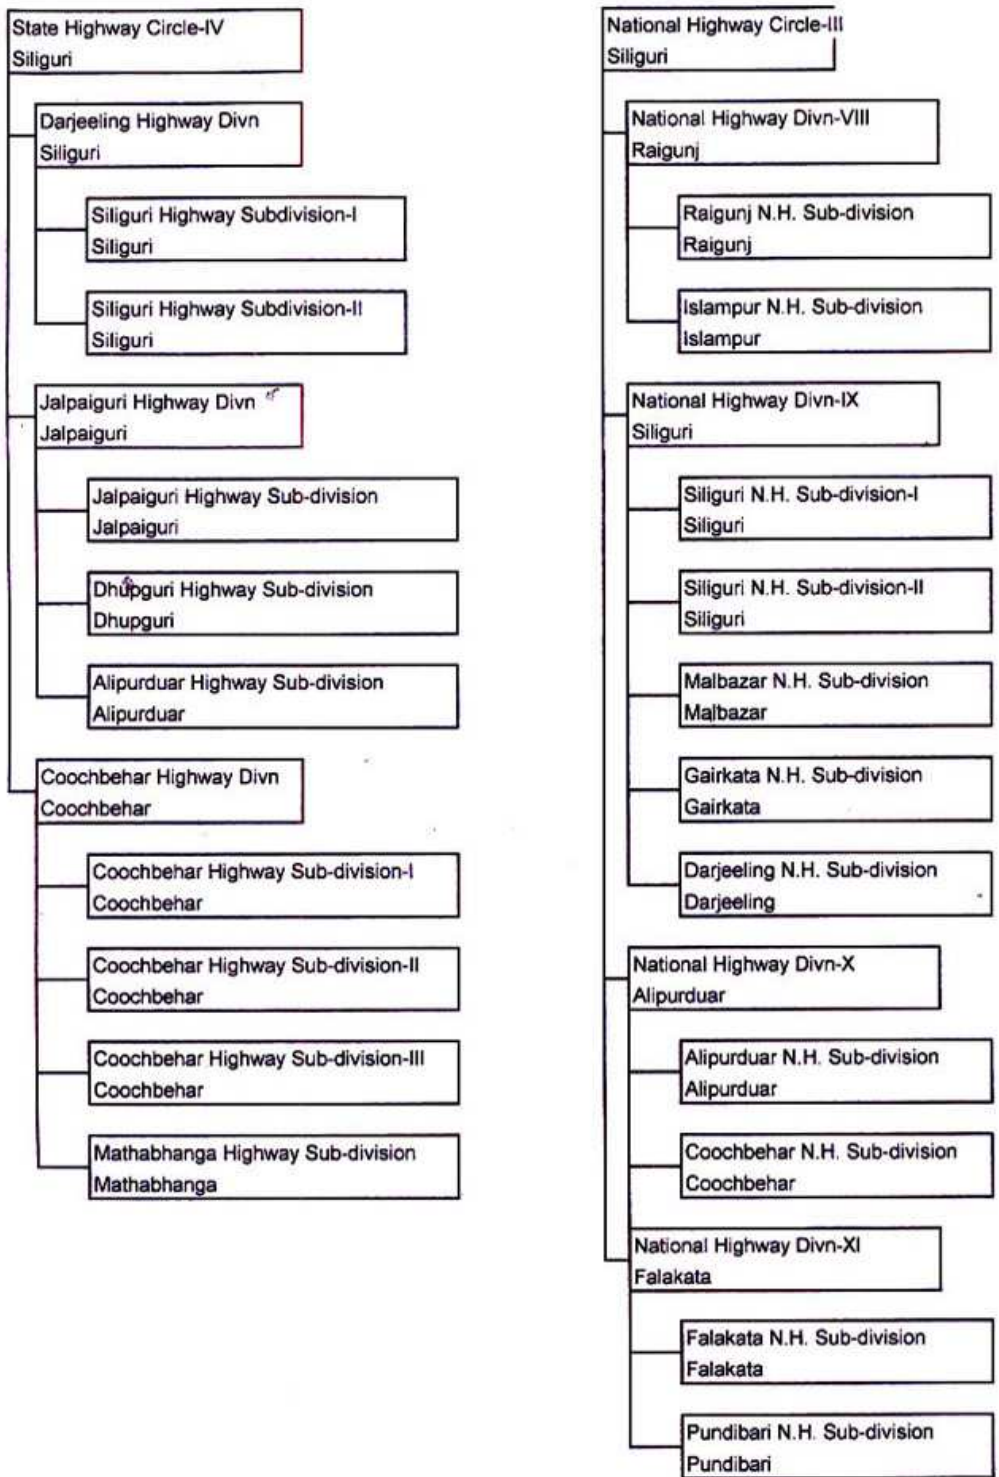 State Highway Circle-IV
Siliguri
Darjeeling Highway Divn
Siliguri
Siliguri Highway Subdivision-I
Siliguri
Siliguri Highway Subdivision-II
Siliguri
Jalpaiguri Highway Divn
Jalpaiguri
Jalpaiguri Highway Sub-division
Jalpaiguri
Dhupguri Highway Sub-division
Dhupguri
Alipurduar Highway Sub-division
Alipurduar
Coochbehar Highway Divn
Coochbehar
Coochbehar Highway Sub-division-I
Coochbehar
Coochbehar Highway Sub-division-II
Coochbehar
Coochbehar Highway Sub-division-III
Coochbehar
Mathabhanga Highway Sub-division
Mathabhanga
National Highway Circle-III
Siliguri
National Highway Divn-VIII
Raigunj
Raigunj N.H. Sub-division
Raigunj
Islampur N.H. Sub-division
Islampur
National Highway Divn-IX
Siliguri
Siliguri N.H. Sub-division-I
Siliguri
Siliguri N.H. Sub-division-II
Siliguri
Malbazar N.H. Sub-division
Malbazar
Gairkata N.H. Sub-division
Gairkata
Darjeeling N.H. Sub-division
Darjeeling
National Highway Divn-X
Alipurduar
Alipurduar N.H. Sub-division
Alipurduar
Coochbehar N.H. Sub-division
Coochbehar
National Highway Divn-XI
Falakata
Falakata N.H. Sub-division
Falakata
Pundibari N.H. Sub-division
Pundibari